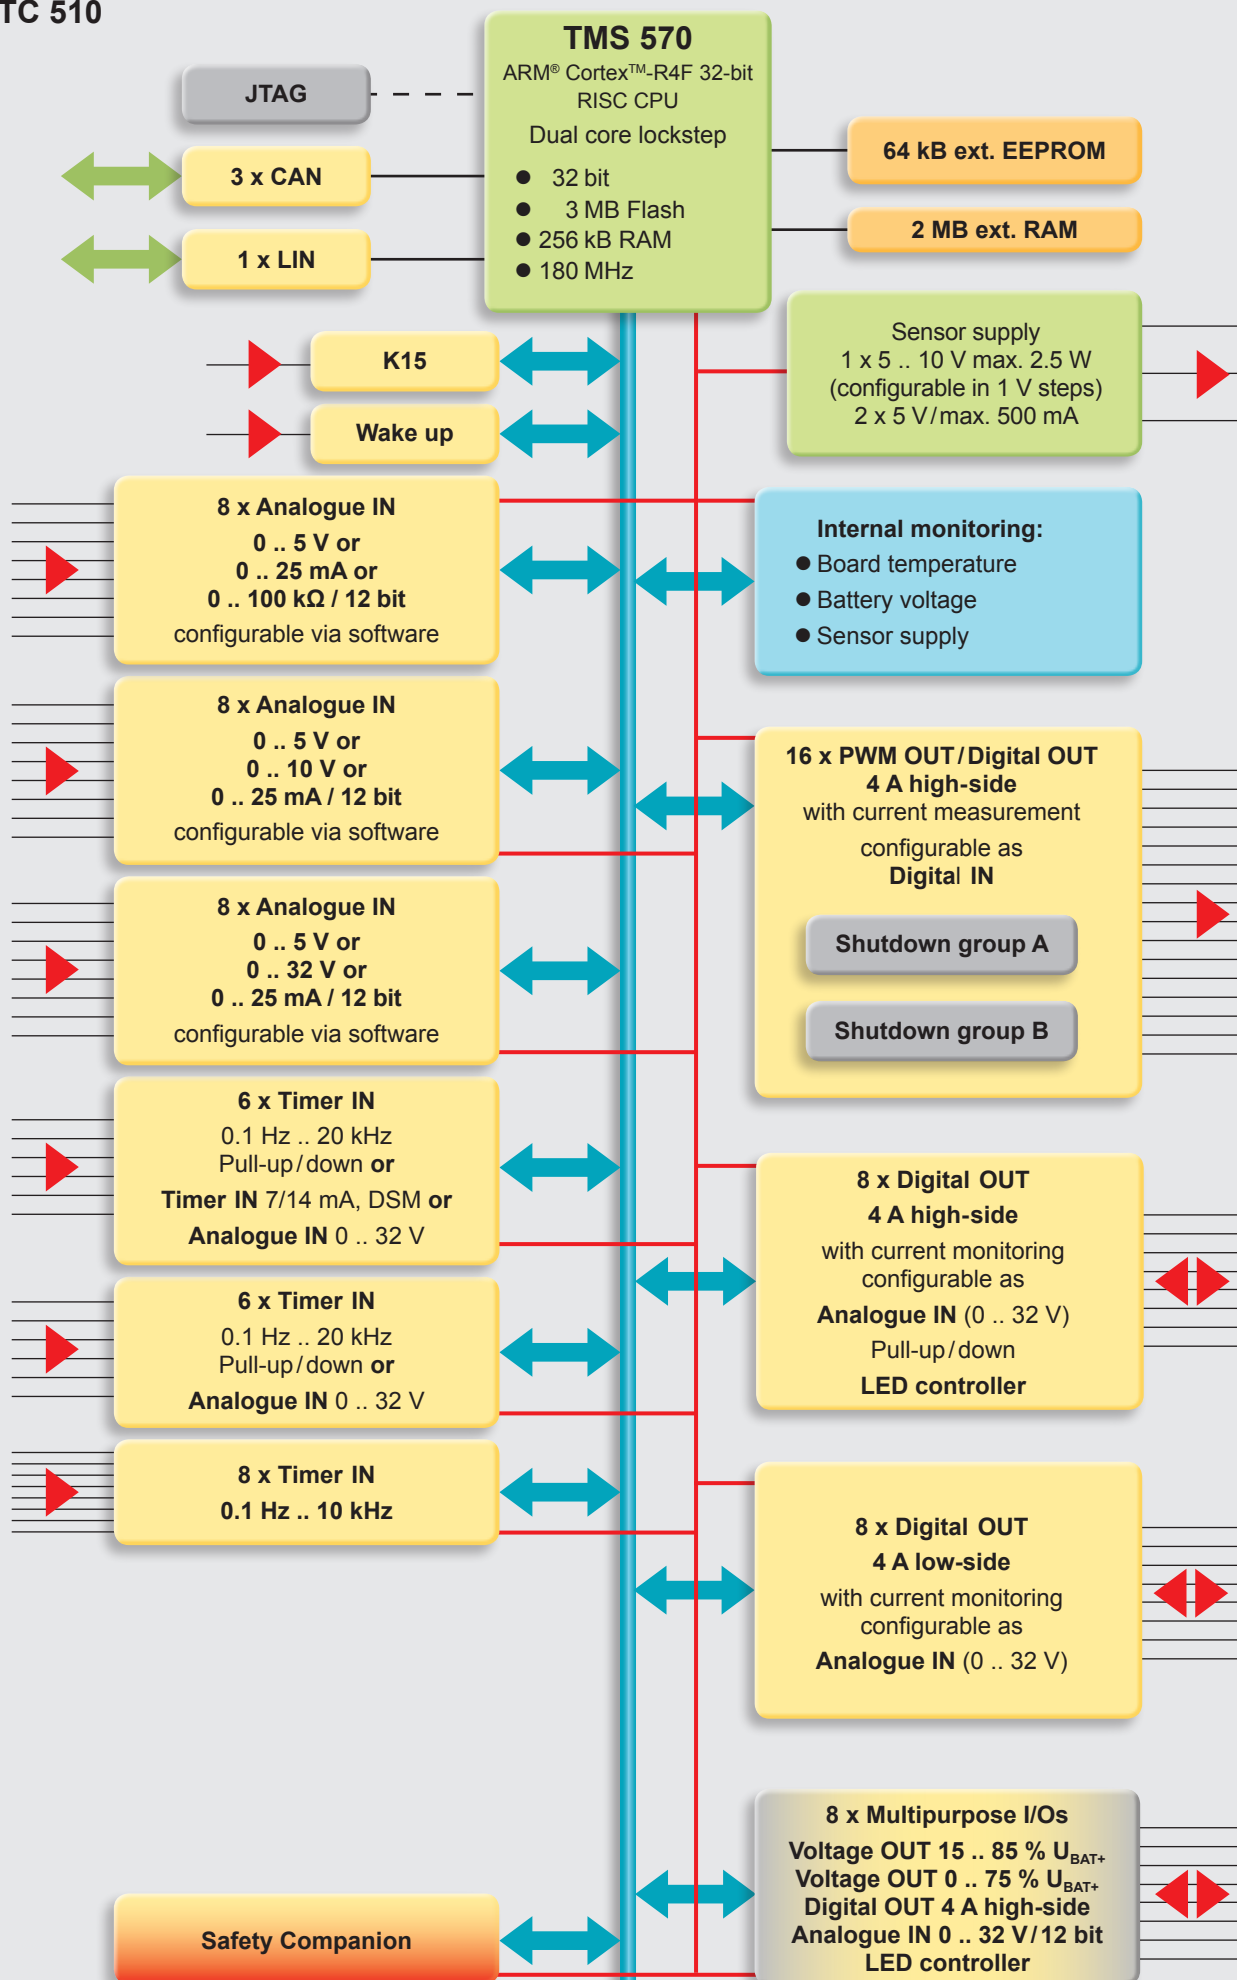 TC 510
TMS 570
ARM® Cortex™-R4F 32-bit
RISC CPU
Dual core lockstep
● 32 bit
● 3 MB Flash
● 256 kB RAM
● 180 MHz
JTAG
3 x CAN
1 x LIN
64 kB ext. EEPROM
2 MB ext. RAM
K15
Wake up
Sensor supply
1 x 5 .. 10 V max. 2.5 W
(configurable in 1 V steps)
2 x 5 V/max. 500 mA
8 x Analogue IN
0 .. 5 V or
0 .. 25 mA or
0 .. 100 kΩ / 12 bit
configurable via software
Internal monitoring:
● Board temperature
● Battery voltage
● Sensor supply
8 x Analogue IN
0 .. 5 V or
0 .. 10 V or
0 .. 25 mA / 12 bit
configurable via software
16 x PWM OUT/Digital OUT
4 A high-side
with current measurement
configurable as
Digital IN
Shutdown group A
Shutdown group B
8 x Analogue IN
0 .. 5 V or
0 .. 32 V or
0 .. 25 mA / 12 bit
configurable via software
6 x Timer IN
0.1 Hz .. 20 kHz
Pull-up/down or
Timer IN 7/14 mA, DSM or
Analogue IN 0 .. 32 V
8 x Digital OUT
4 A high-side
with current monitoring
configurable as
Analogue IN (0 .. 32 V)
Pull-up/down
LED controller
6 x Timer IN
0.1 Hz .. 20 kHz
Pull-up/down or
Analogue IN 0 .. 32 V
8 x Timer IN
0.1 Hz .. 10 kHz
8 x Digital OUT
4 A low-side
with current monitoring
configurable as
Analogue IN (0 .. 32 V)
8 x Multipurpose I/Os
Voltage OUT 15 .. 85 % UBAT+
Voltage OUT 0 .. 75 % UBAT+
Digital OUT 4 A high-side
Analogue IN 0 .. 32 V/12 bit
LED controller
Safety Companion